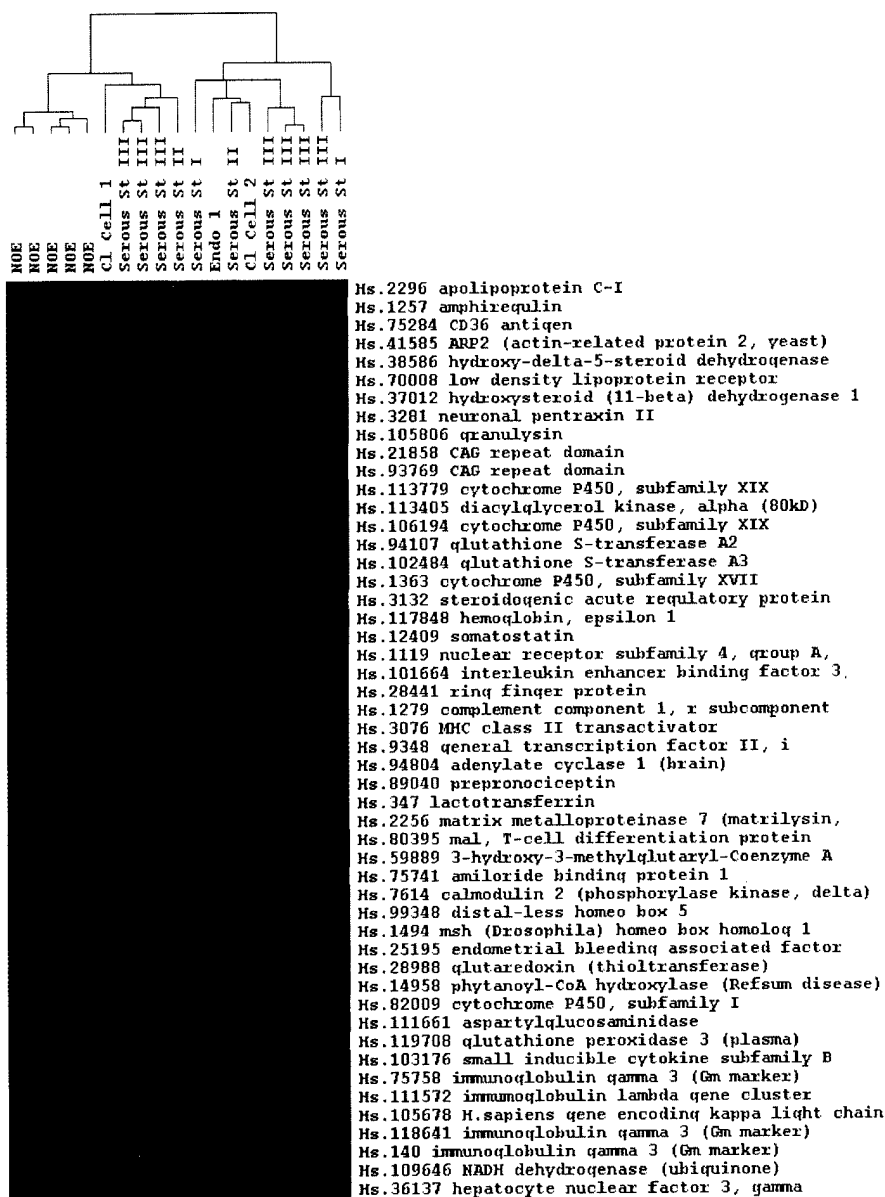 NOE
NOE
NOE
NOE
NOE
Cl Cell 1
Serous St III
Serous St III
Serous St III
Serous St II
Serous St I
Endo 1
Serous St II
Cl Cell 2
Serous St III
Serous St III
Serous St III
Serous St III
Serous St I
Hs.2296 apolipoprotein C-I
Hs.1257 amphiregulin
Hs.75284 CD36 antigen
Hs.41585 ARP2 (actin-related protein 2, yeast)
Hs.38586 hydroxy-delta-5-steroid dehydrogenase
Hs.70008 low density lipoprotein receptor
Hs.37012 hydroxysteroid (11-beta) dehydrogenase 1
Hs.3281 neuronal pentraxin II
Hs.105806 granulysin
Hs.21858 CAG repeat domain
Hs.93769 CAG repeat domain
Hs.113779 cytochrome P450, subfamily XIX
Hs.113405 diacylglycerol kinase, alpha (80kD)
Hs.106194 cytochrome P450, subfamily XIX
Hs.94107 glutathione S-transferase A2
Hs.102484 glutathione S-transferase A3
Hs.1363 cytochrome P450, subfamily XVII
Hs.3132 steroidogenic acute regulatory protein
Hs.117848 hemoglobin, epsilon 1
Hs.12409 somatostatin
Hs.1119 nuclear receptor subfamily 4, group A,
Hs.101664 interleukin enhancer binding factor 3,
Hs.28441 ring finger protein
Hs.1279 complement component 1, r subcomponent
Hs.3076 MHC class II transactivator
Hs.9348 general transcription factor II, i
Hs.94804 adenylate cyclase 1 (brain)
Hs.89040 prepronociceptin
Hs.347 lactotransferrin
Hs.2256 matrix metalloproteinase 7 (matrilysin,
Hs.80395 mal, T-cell differentiation protein
Hs.59889 3-hydroxy-3-methylglutaryl-Coenzyme A
Hs.75741 amiloride binding protein 1
Hs.7614 calmodulin 2 (phosphorylase kinase, delta)
Hs.99348 distal-less homeo box 5
Hs.1494 msh (Drosophila) homeo box homolog 1
Hs.25195 endometrial bleeding associated factor
Hs.28988 glutaredoxin (thioltransferase)
Hs.14958 phytanoyl-CoA hydroxylase (Refsum disease)
Hs.82009 cytochrome P450, subfamily I
Hs.111661 aspartylglucosaminidase
Hs.119708 glutathione peroxidase 3 (plasma)
Hs.103176 small inducible cytokine subfamily B
Hs.75758 immunoglobulin gamma 3 (Gm marker)
Hs.111572 immumoglobulin lambda gene cluster
Hs.105678 H.sapiens gene encoding kappa light chain
Hs.118641 immunoglobulin gamma 3 (Gm marker)
Hs.140 immunoglobulin gamma 3 (Gm marker)
Hs.109646 NADH dehydrogenase (ubiquinone)
Hs.36137 hepatocyte nuclear factor 3, gamma